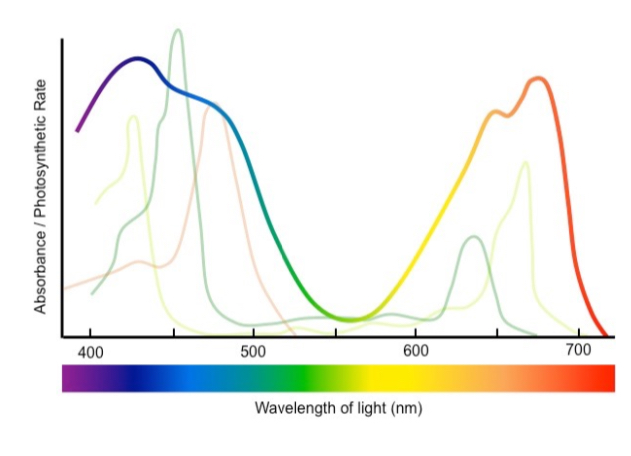 Absorbance / Photosynthetic Rate
400 500 600 700
Wavelength of light (nm)